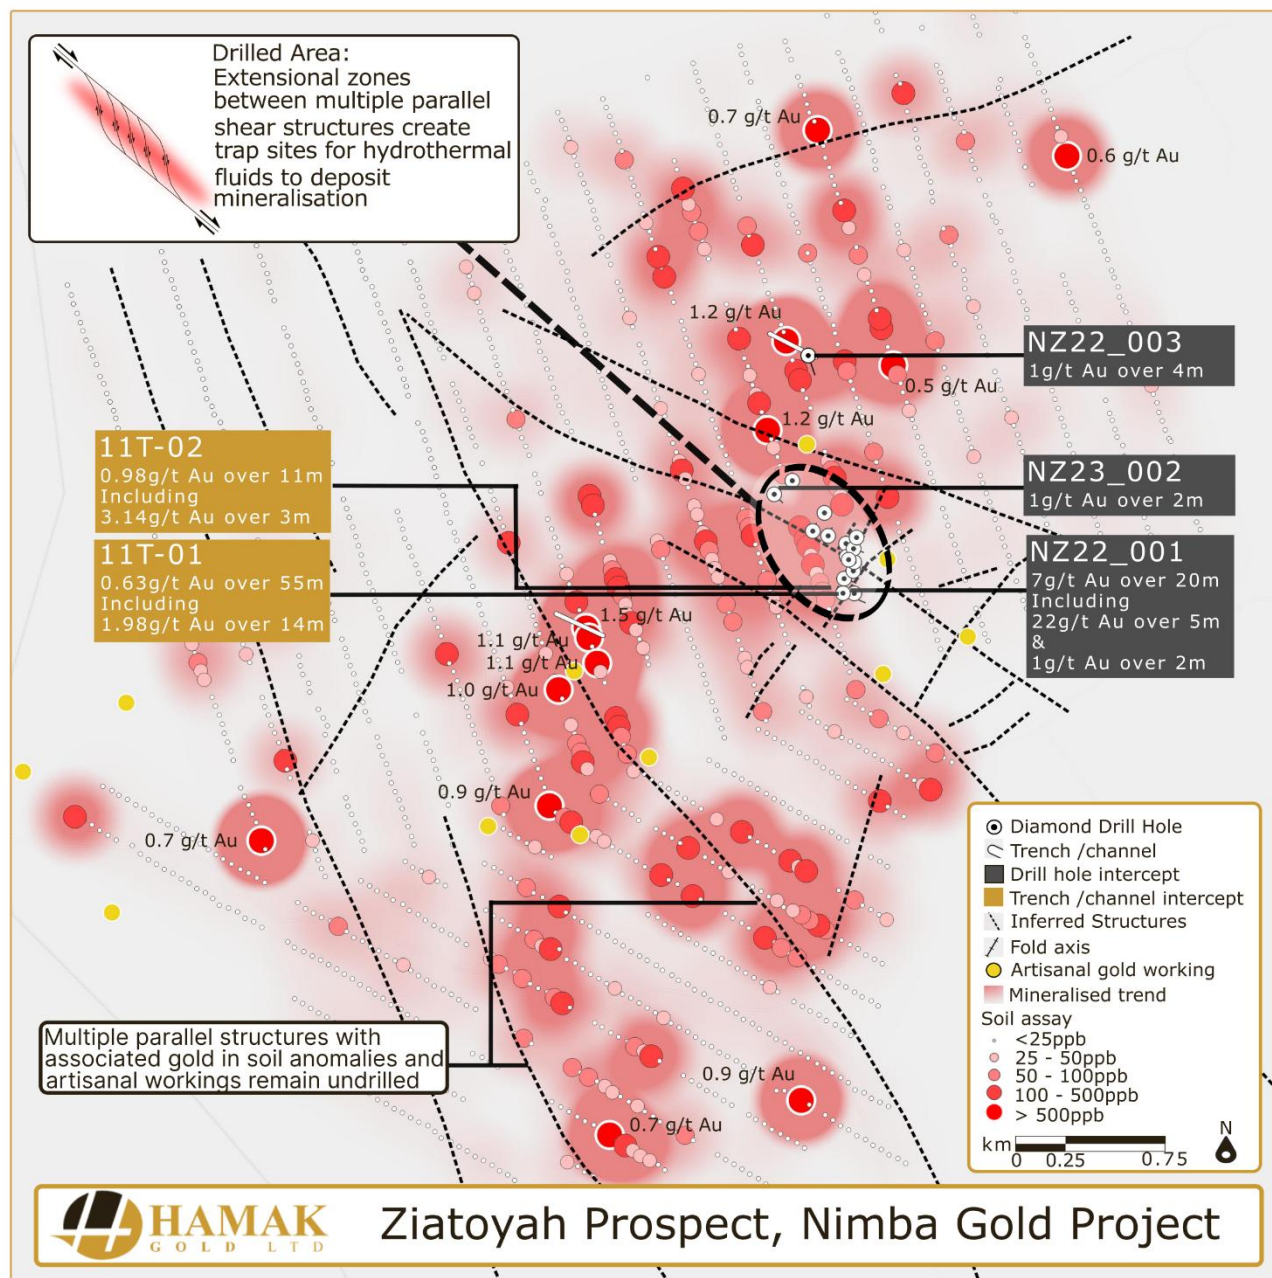 Drilled Area:
Extensional zones
between multiple parallel
shear structures create
trap sites for hydrothermal
fluids to deposit
mineralisation
0.7 g/t Au
0.6 g/t Au
1.2 g/t Au
0.5 g/t Au
1.2 g/t Au
NZ22_003
1g/t Au over 4m
11T-02
0.98g/t Au over 11m
Including
3.14g/t Au over 3m
NZ23_002
1g/t Au over 2m
11T-01
0.63g/t Au over 55m
Including
1.98g/t Au over 14m
NZ22_001
7g/t Au over 20m
Including
22g/t Au over 5m
&
1g/t Au over 2m
1.5 g/t Au
1.1 g/t Au
1.1 g/t Au
1.0 g/t Au
0.9 g/t Au
0.7 g/t Au
0.9 g/t Au
0.7 g/t Au
Multiple parallel structures with
associated gold in soil anomalies and
artisanal workings remain undrilled
Diamond Drill Hole
Trench /channel
Drill hole intercept
Trench /channel intercept
Inferred Structures
Fold axis
Artisanal gold working
Mineralised trend
Soil assay
<25ppb
25 - 50ppb
50 - 100ppb
100 - 500ppb
> 500ppb
N
km
0 0.25 0.75
HAMAK
GOLD LTD
Ziatoyah Prospect, Nimba Gold Project